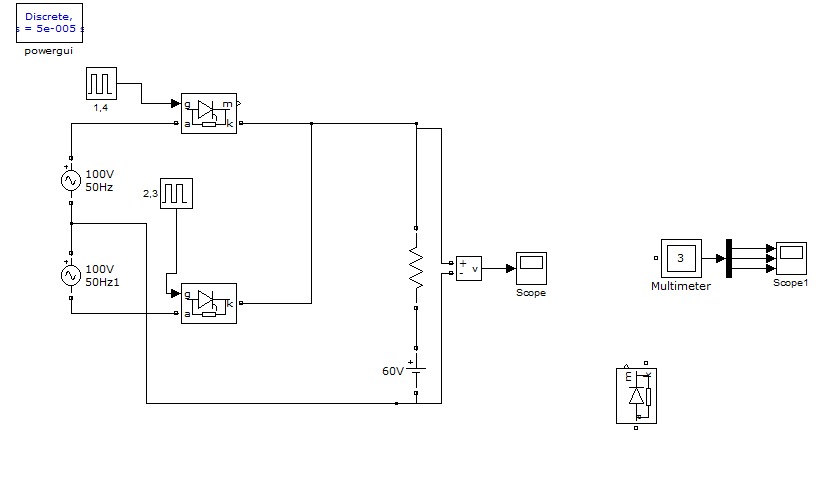 Discrete,
s = 5e-005 s
powergui
1,4
g
m
a
k
+
100V
50Hz
2,3
+
100V
50Hz1
g
k
a
+
-
v
Scope
3
Multimeter
Scope1
+
60V
E